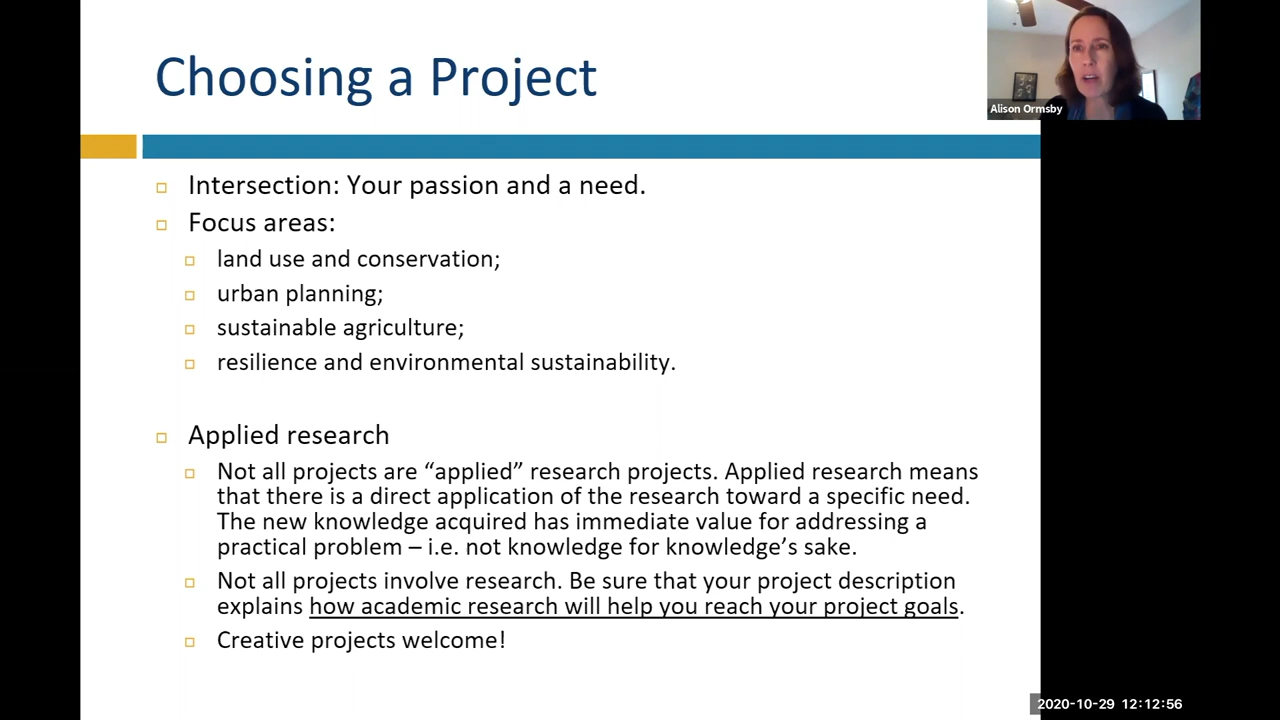 Choosing a Project
Alison Ormsby
Intersection: Your passion and a need.
Focus areas:
land use and conservation;
urban planning;
sustainable agriculture;
resilience and environmental sustainability.
Applied research
Not all projects are “applied” research projects. Applied research means
that there is a direct application of the research toward a specific need.
The new knowledge acquired has immediate value for addressing a
practical problem – i.e. not knowledge for knowledge’s sake.
Not all projects involve research. Be sure that your project description
explains how academic research will help you reach your project goals.
Creative projects welcome!
2020-10-29 12:12:56